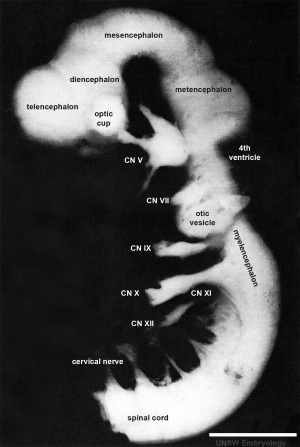 mesencephalon
diencephalon
metencephalon
telencephalon
optic
cup
4th
ventricle
CN V
CN VII
otic
vesicle
myelencephalon
CN IX
CN X
CN XI
CN XII
cervical nerve
spinal cord
UNSW Embryology